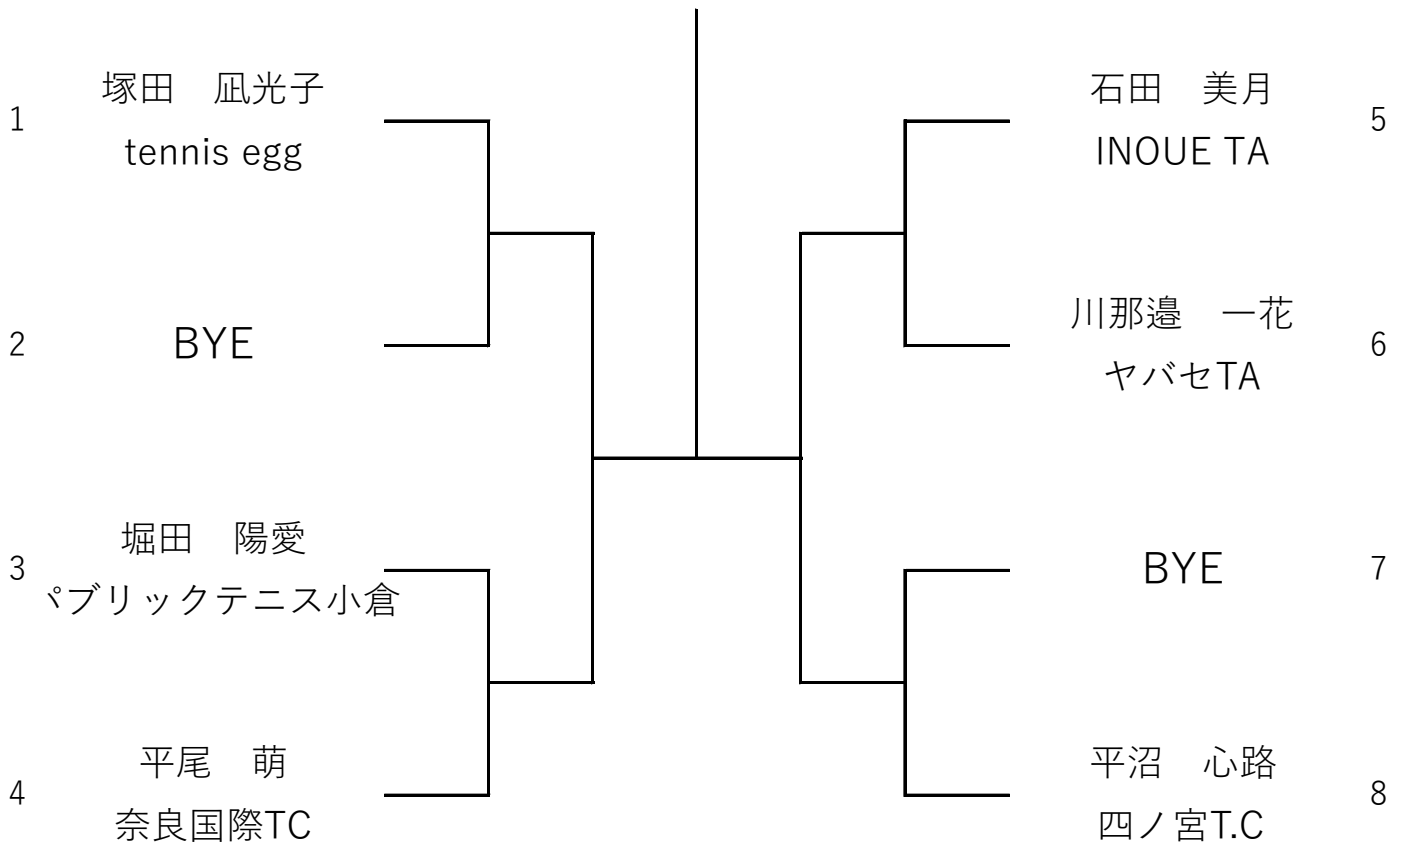 1
塚田　凪光子
tennis egg
2
BYE
3
堀田　陽愛
パブリックテニス小倉
4
平尾　萌
奈良国際TC
石田　美月
INOUE TA
5
川那邉　一花
ヤバセTA
6
BYE
7
平沼　心路
四ノ宮T.C
8